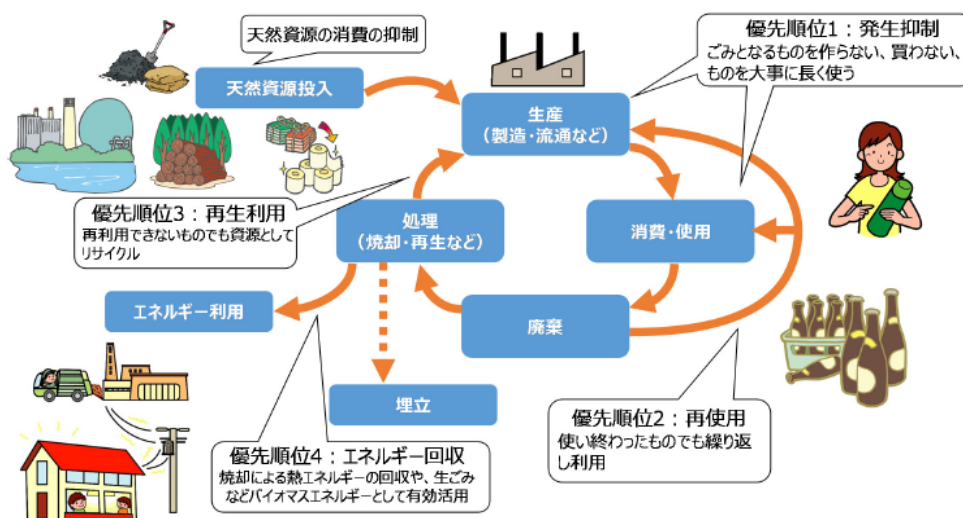 天然資源の消費の抑制
天然資源投入
優先順位1：発生抑制
ごみとなるものを作らない、買わない、
ものを大事に長く使う
生産
（製造・流通など）
優先順位3：再生利用
再利用できないものでも資源として
リサイクル
処理
（焼却・再生など）
消費・使用
エネルギー利用
廃棄
埋立
優先順位2：再使用
使い終わったものでも繰り返
し利用
優先順位4：エネルギー回収
焼却による熱エネルギーの回収や、生ごみ
などバイオマスエネルギーとして有効活用